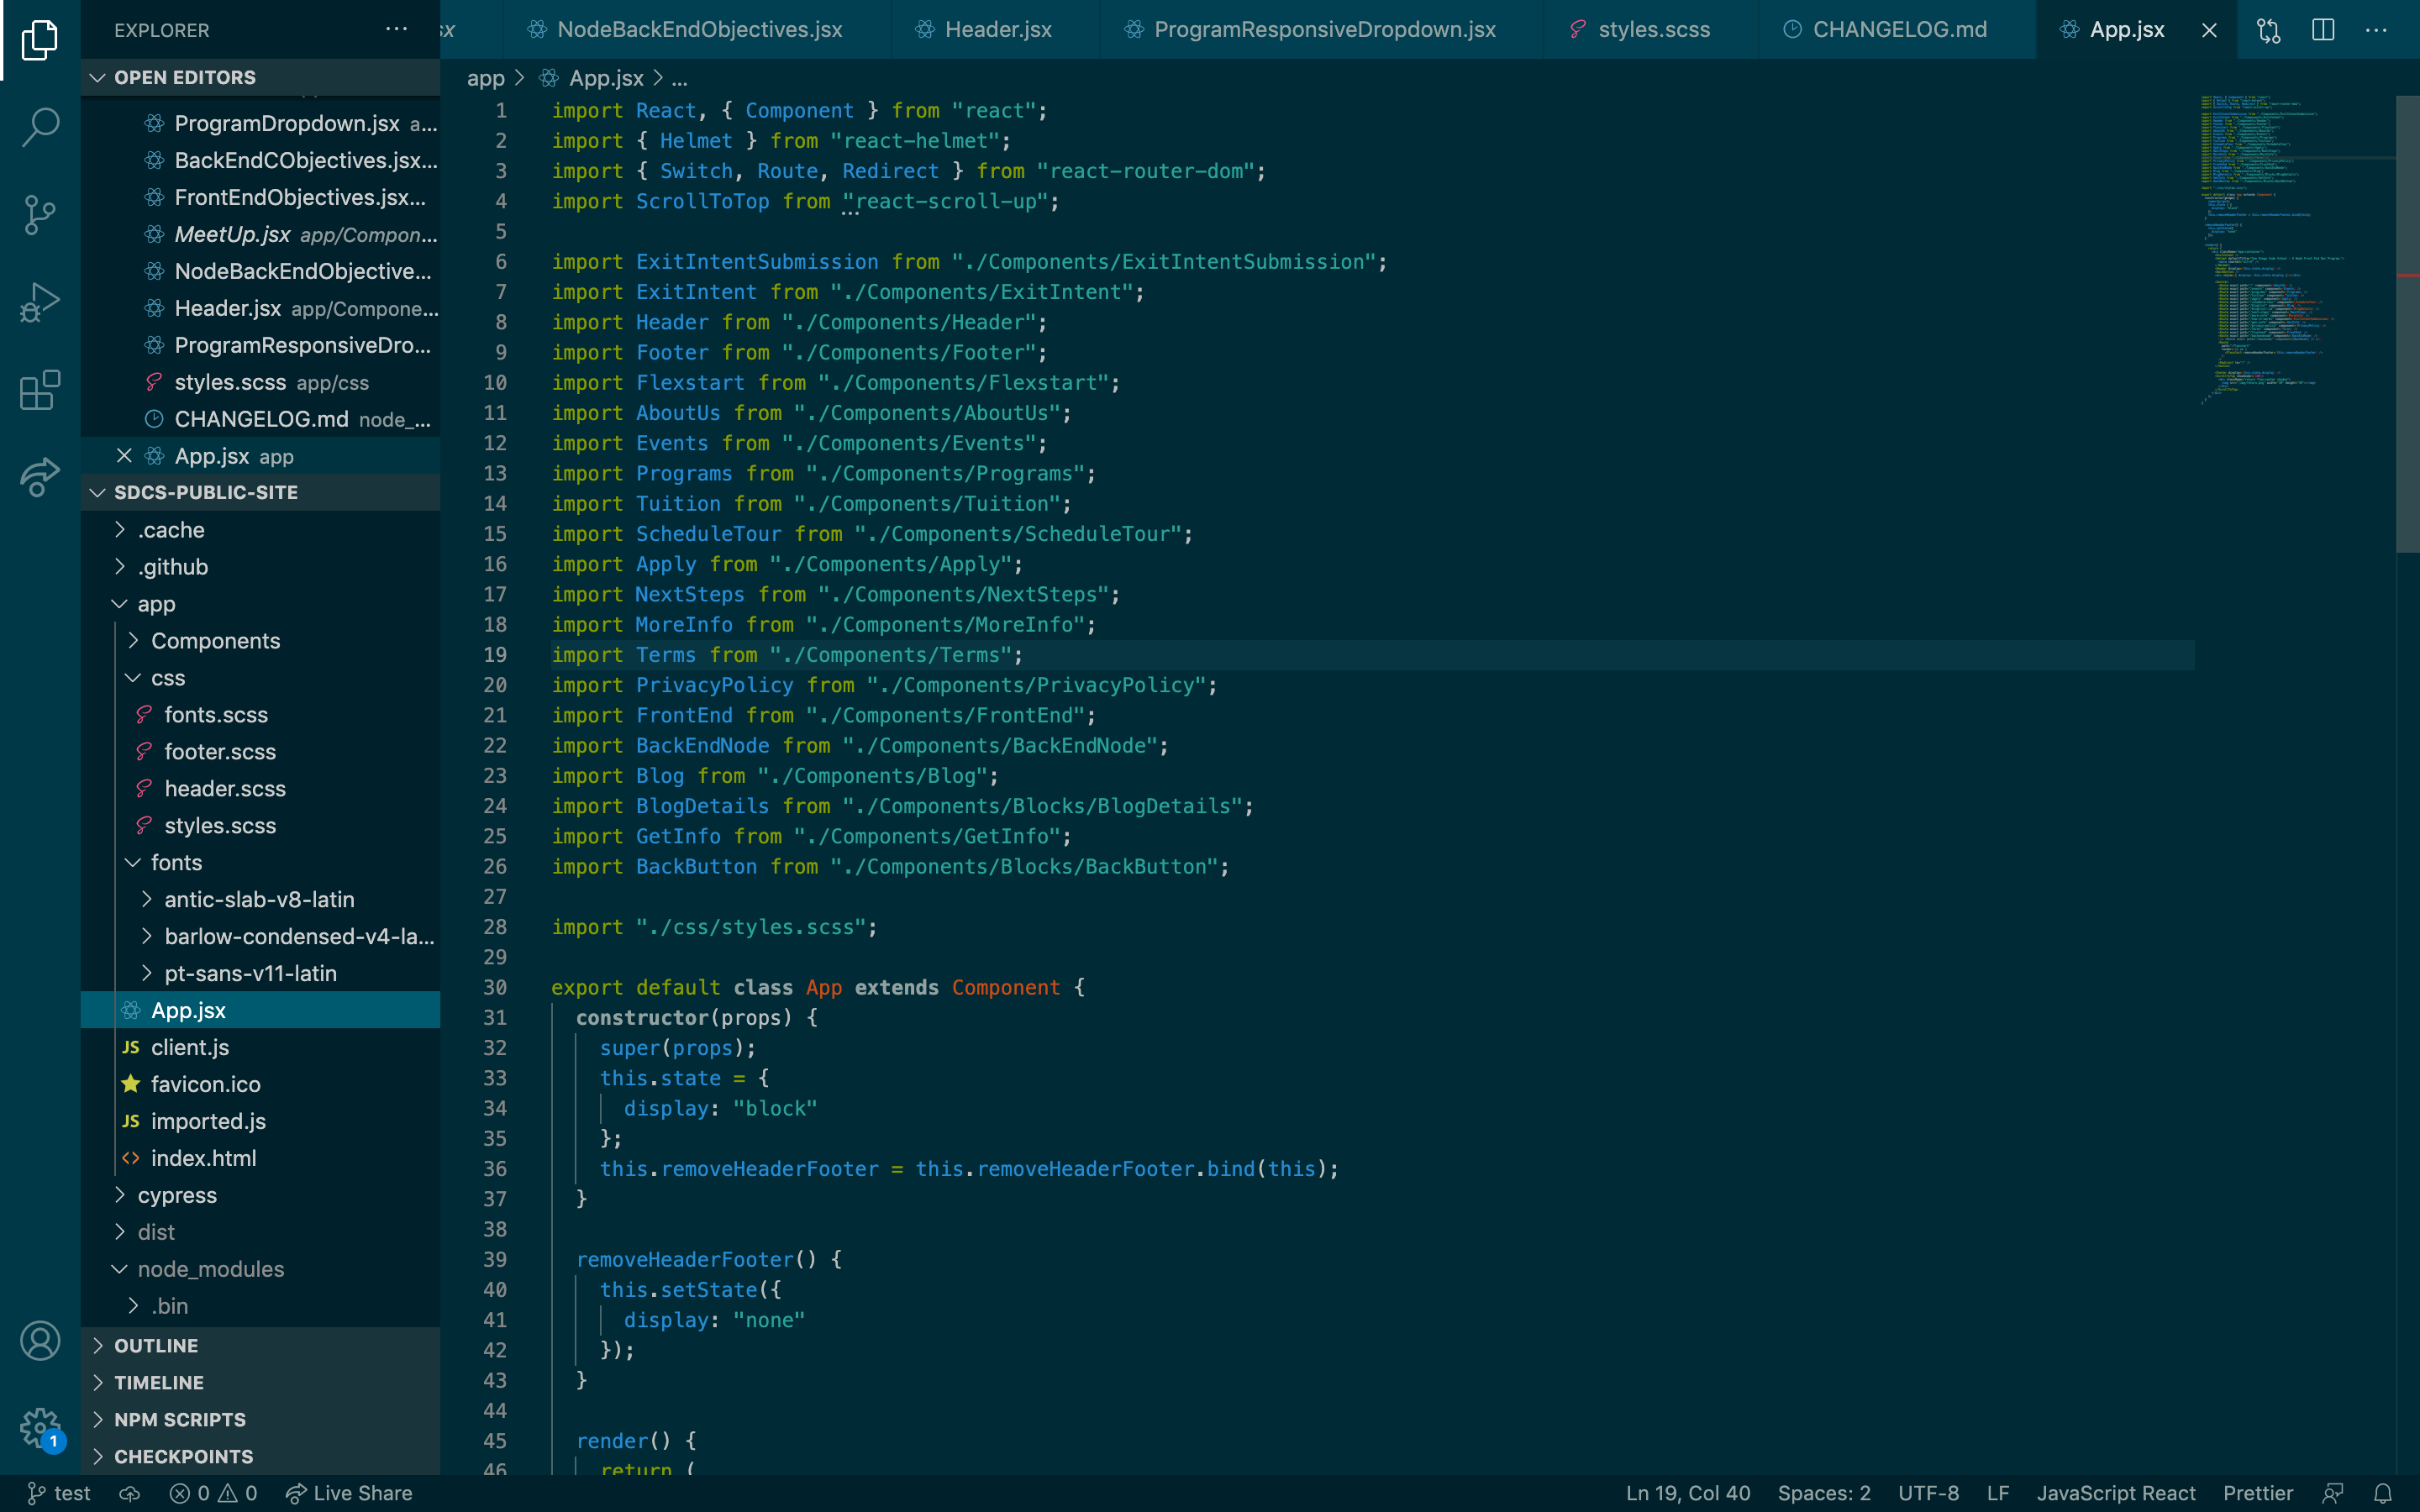 EXPLORER
OPEN EDITORS
ProgramDropdown.jsx a...
BackEndCObjectives.jsx...
FrontEndObjectives.jsx...
MeetUp.jsx app/Compon...
NodeBackEndObjective...
Header.jsx app/Compone...
ProgramResponsiveDro...
styles.scss app/css
CHANGELOG.md node_...
App.jsx app
SDCS-PUBLIC-SITE
.cache
.github
app
Components
css
fonts.scss
footer.scss
header.scss
styles.scss
fonts
antic-slab-v8-latin
barlow-condensed-v4-la...
pt-sans-v11-latin
App.jsx
JS client.js
favicon.ico
JS imported.js
index.html
cypress
dist
node_modules
.bin
OUTLINE
TIMELINE
NPM SCRIPTS
CHECKPOINTS
sx NodeBackEndObjectives.jsx Header.jsx ProgramResponsiveDropdown.jsx styles.scss CHANGELOG.md App.jsx
app > App.jsx > ...
1 import React, { Component } from "react";
2 import { Helmet } from "react-helmet";
3 import { Switch, Route, Redirect } from "react-router-dom";
4 import ScrollToTop from "react-scroll-up";
5
6 import ExitIntentSubmission from "./Components/ExitIntentSubmission";
7 import ExitIntent from "./Components/ExitIntent";
8 import Header from "./Components/Header";
9 import Footer from "./Components/Footer";
10 import Flexstart from "./Components/Flexstart";
11 import AboutUs from "./Components/AboutUs";
12 import Events from "./Components/Events";
13 import Programs from "./Components/Programs";
14 import Tuition from "./Components/Tuition";
15 import ScheduleTour from "./Components/ScheduleTour";
16 import Apply from "./Components/Apply";
17 import NextSteps from "./Components/NextSteps";
18 import MoreInfo from "./Components/MoreInfo";
19 import Terms from "./Components/Terms";
20 import PrivacyPolicy from "./Components/PrivacyPolicy";
21 import FrontEnd from "./Components/FrontEnd";
22 import BackEndNode from "./Components/BackEndNode";
23 import Blog from "./Components/Blog";
24 import BlogDetails from "./Components/Blocks/BlogDetails";
25 import GetInfo from "./Components/GetInfo";
26 import BackButton from "./Components/Blocks/BackButton";
27
28 import "./css/styles.scss";
29
30 export default class App extends Component {
31 constructor(props) {
32 super(props);
33 this.state = {
34 display: "block"
35 };
36 this.removeHeaderFooter = this.removeHeaderFooter.bind(this);
37 }
38
39 removeHeaderFooter() {
40 this.setState({
41 display: "none"
42 });
43 }
44
45 render() {
46 return (
1
test 0 0 Live Share Ln 19, Col 40 Spaces: 2 UTF-8 LF JavaScript React Prettier